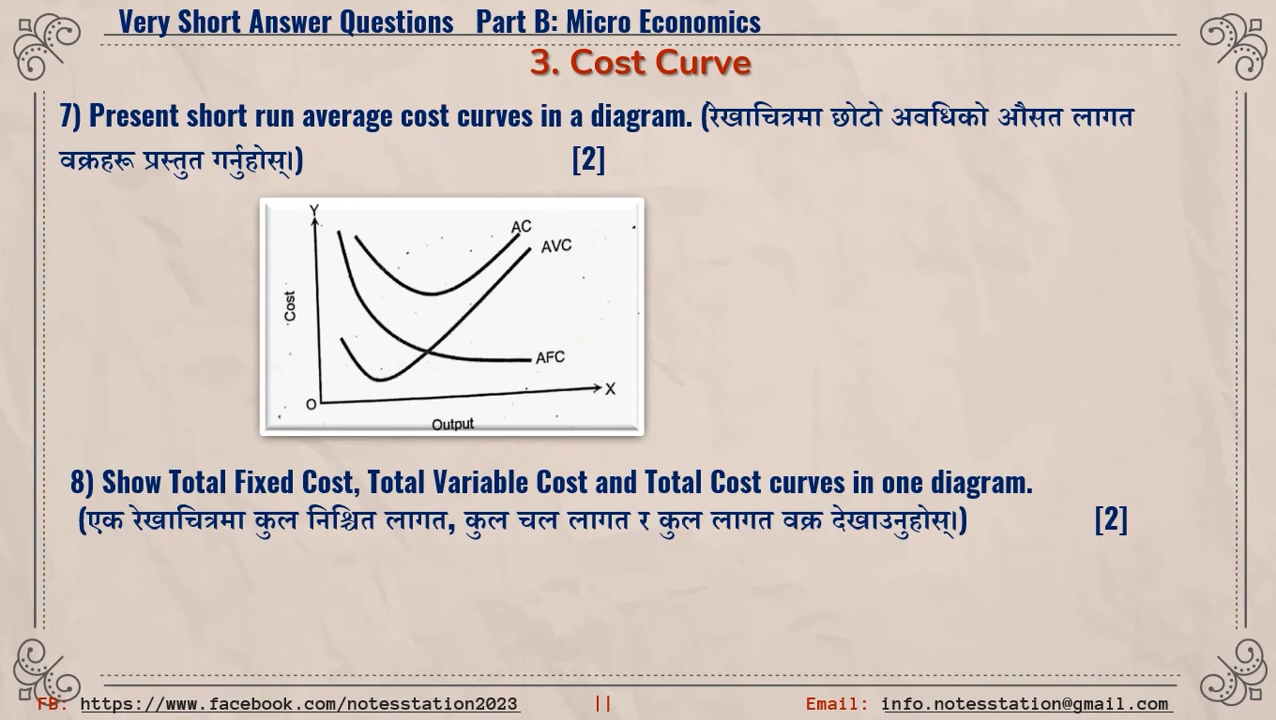 Very Short Answer Questions Part B: Micro Economics
3. Cost Curve
7) Present short run average cost curves in a diagram. (रेखाचित्रमा छोटो अवधिको औसत लागत
वक्रहरू प्रस्तुत गर्नुहोस्।) [2]
Y
AC
AVC
Cost
AFC
X
O
Output
8) Show Total Fixed Cost, Total Variable Cost and Total Cost curves in one diagram.
(एक रेखाचित्रमा कुल निश्चित लागत, कुल चल लागत र कुल लागत वक्र देखाउनुहोस्।) [2]
FB: https://www.facebook.com/notesstation2023 || Email: info.notesstation@gmail.com